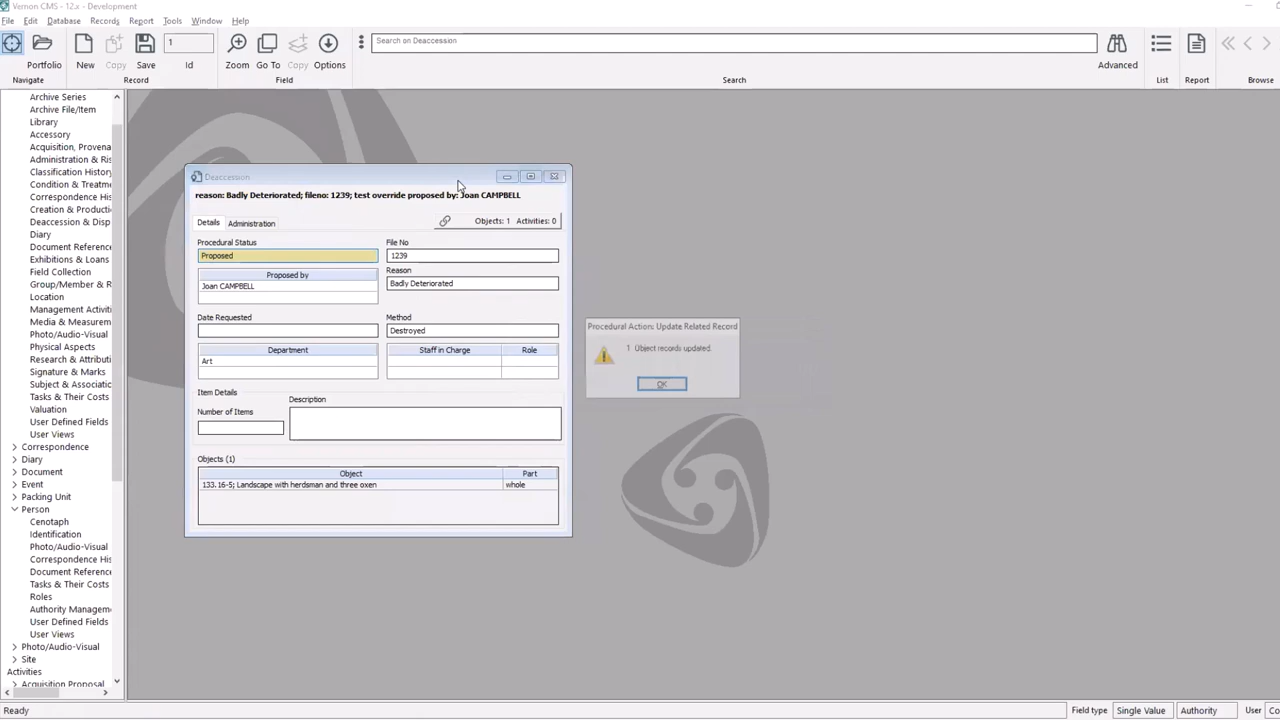 Vernon CMS - 12.x - Development
File Edit Database Records Report Tools Window Help
1
Search on Deaccession
Portfolio New Copy Save Id Zoom Go To Copy Options Advanced List Report
Navigate Record Field Search Browse
Archive Series
Archive File/Item
Library
Accessory
Acquisition, Provena
Administration & Ris
Classification History
Condition & Treatme
Correspondence His
Creation & Productio
Deaccession & Disp
Diary
Document Reference
Exhibitions & Loans
Field Collection
Group/Member & R
Location
Management Activiti
Media & Measurem
Photo/Audio-Visual
Physical Aspects
Research & Attributi
Signature & Marks
Subject & Associatio
Tasks & Their Costs
Valuation
User Defined Fields
User Views
Correspondence
Diary
Document
Event
Packing Unit
Person
Cenotaph
Identification
Photo/Audio-Visual
Correspondence His
Document Reference
Tasks & Their Costs
Roles
Authority Managem
User Defined Fields
User Views
Photo/Audio-Visual
Site
Activities
Acquisition Proposal
Deaccession
reason: Badly Deteriorated; fileno: 1239; test override proposed by: Joan CAMPBELL
Details Administration Objects: 1 Activities: 0
Procedural Status File No
Proposed 1239
Proposed by Reason
Joan CAMPBELL Badly Deteriorated
Date Requested Method
Destroyed
Department Staff in Charge Role
Art
Item Details
Number of Items Description
Objects (1)
Object Part
133.16-5; Landscape with herdsman and three oxen whole
Procedural Action: Update Related Record
1 Object records updated.
OK
Ready Field type Single Value Authority User Co